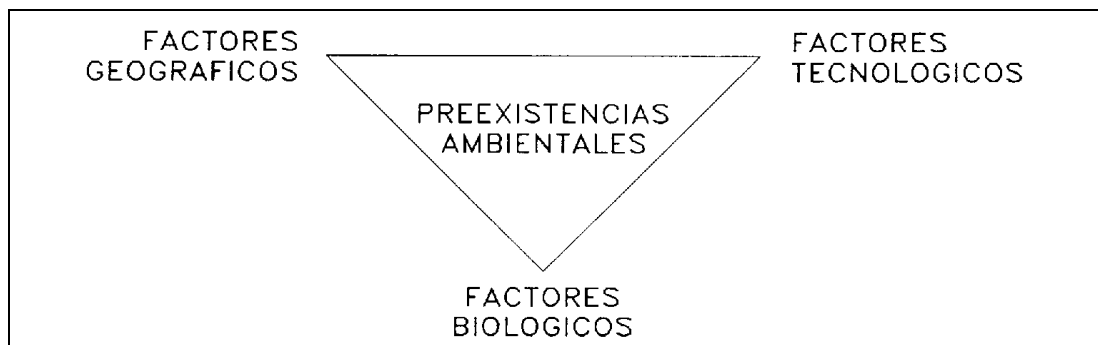 FACTORES
GEOGRAFICOS
FACTORES
TECNOLOGICOS
PREEXISTENCIAS
AMBIENTALES
FACTORES
BIOLOGICOS